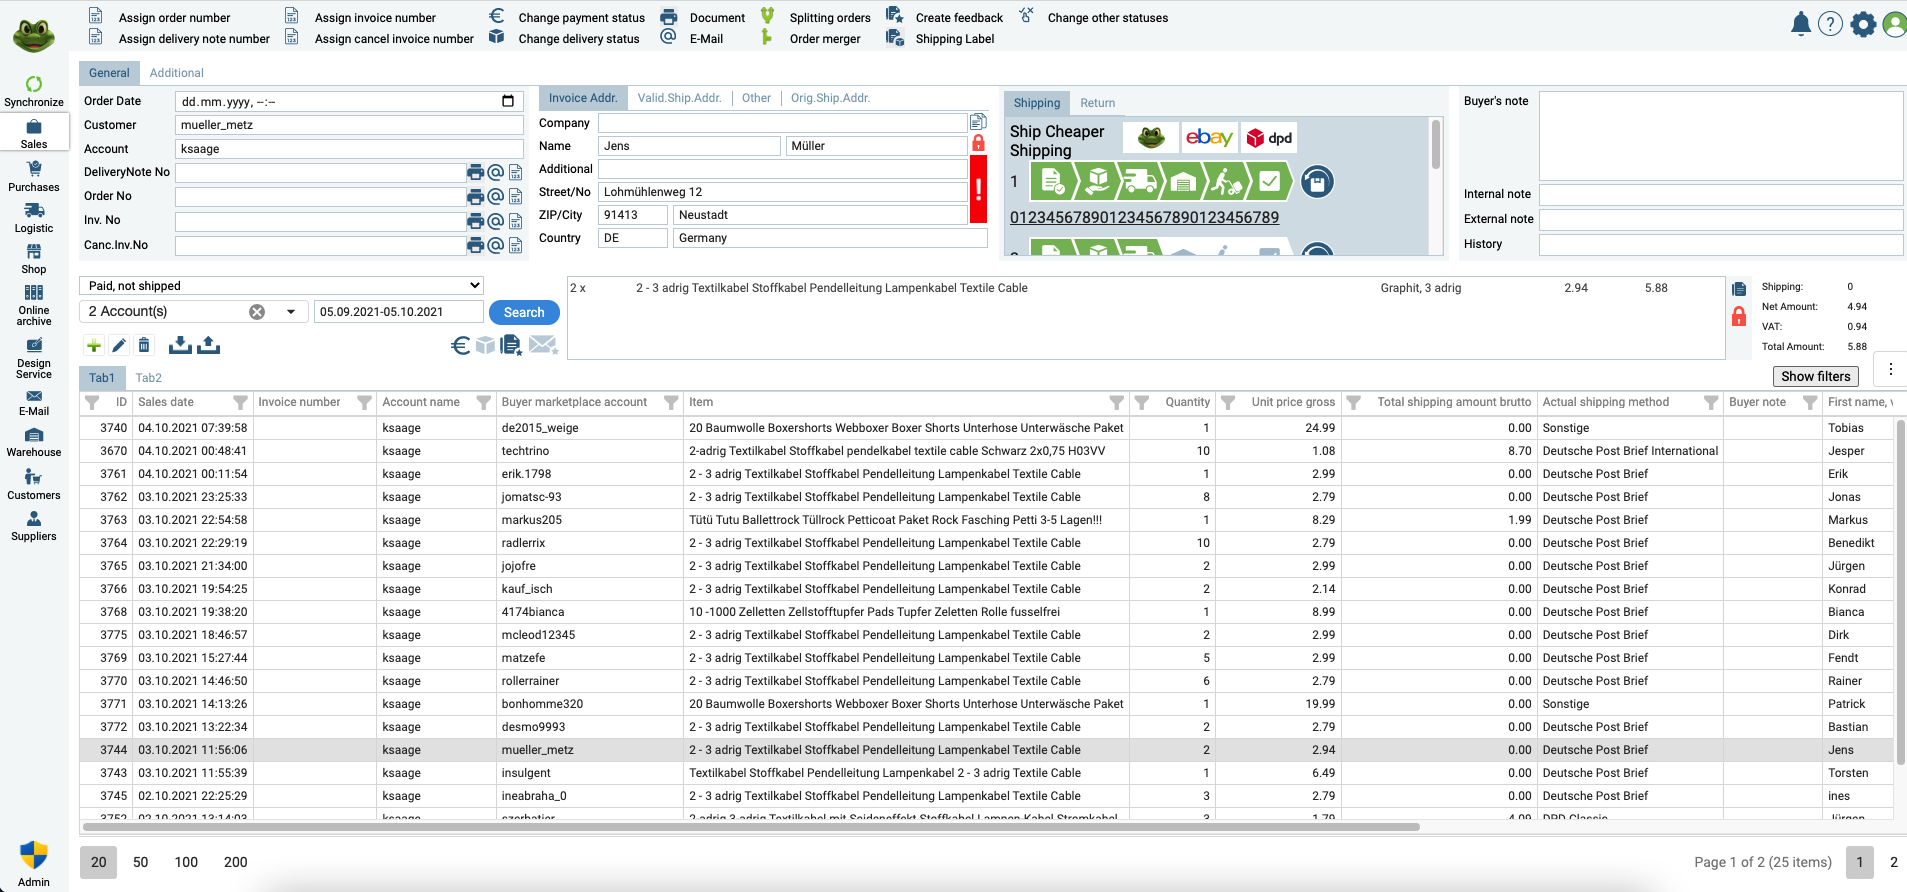 Assign order number
Assign invoice number
Change payment status
Document
Splitting orders
Create feedback
Change other statuses
Assign delivery note number
Assign cancel invoice number
Change delivery status
E-Mail
Order merger
Shipping Label
Synchronize
Sales
Purchases
Logistic
Shop
Online archive
Design Service
E-Mail
Warehouse
Customers
Suppliers
Admin
General Additional
Order Date dd.mm.yyyy, --:--
Customer mueller_metz
Account ksaage
DeliveryNote No
Order No
Inv. No
Canc.Inv.No
Invoice Addr. Valid.Ship.Addr. Other Orig.Ship.Addr.
Company
Name Jens Müller
Additional
Street/No Lohmühlenweg 12
ZIP/City 91413 Neustadt
Country DE Germany
Shipping Return
Ship Cheaper Shipping
ebay dpd
1
012345678901234567890123456789
Buyer's note
Internal note
External note
History
Paid, not shipped
2 Account(s) 05.09.2021-05.10.2021 Search
2 x 2 - 3 adrig Textilkabel Stoffkabel Pendelleitung Lampenkabel Textile Cable Graphit, 3 adrig 2.94 5.88
Shipping: 0
Net Amount: 4.94
VAT: 0.94
Total Amount: 5.88
Tab1 Tab2
Show filters
ID Sales date Invoice number Account name Buyer marketplace account Item Quantity Unit price gross Total shipping amount brutto Actual shipping method Buyer note First name, v
3740 04.10.2021 07:39:58 ksaage de2015_weige 20 Baumwolle Boxershorts Webboxer Boxer Shorts Unterhose Unterwäsche Paket 1 24.99 0.00 Sonstige Tobias
3670 04.10.2021 00:48:41 ksaage techtrino 2-adrig Textilkabel Stoffkabel pendelkabel textile cable Schwarz 2x0,75 H03VV 10 1.08 8.70 Deutsche Post Brief International Jesper
3761 04.10.2021 00:11:54 ksaage erik.1798 2 - 3 adrig Textilkabel Stoffkabel Pendelleitung Lampenkabel Textile Cable 1 2.99 0.00 Deutsche Post Brief Erik
3762 03.10.2021 23:25:33 ksaage jomatsc-93 2 - 3 adrig Textilkabel Stoffkabel Pendelleitung Lampenkabel Textile Cable 8 2.79 0.00 Deutsche Post Brief Jonas
3763 03.10.2021 22:54:58 ksaage markus205 Tütü Tutu Ballettrock Tüllrock Petticoat Paket Rock Fasching Petti 3-5 Lagen!!! 1 8.29 1.99 Deutsche Post Brief Markus
3764 03.10.2021 22:29:19 ksaage radlerrix 2 - 3 adrig Textilkabel Stoffkabel Pendelleitung Lampenkabel Textile Cable 10 2.79 0.00 Deutsche Post Brief Benedikt
3765 03.10.2021 21:34:00 ksaage jojofre 2 - 3 adrig Textilkabel Stoffkabel Pendelleitung Lampenkabel Textile Cable 2 2.99 0.00 Deutsche Post Brief Jürgen
3766 03.10.2021 19:54:25 ksaage kauf_isch 2 - 3 adrig Textilkabel Stoffkabel Pendelleitung Lampenkabel Textile Cable 2 2.14 0.00 Deutsche Post Brief Konrad
3768 03.10.2021 19:38:20 ksaage 4174bianca 10 -1000 Zelletten Zellstofftupfer Pads Tupfer Zeletten Rolle fusselfrei 1 8.99 0.00 Deutsche Post Brief Bianca
3775 03.10.2021 18:46:57 ksaage mcleod12345 2 - 3 adrig Textilkabel Stoffkabel Pendelleitung Lampenkabel Textile Cable 2 2.99 0.00 Deutsche Post Brief Dirk
3769 03.10.2021 15:27:44 ksaage matzefe 2 - 3 adrig Textilkabel Stoffkabel Pendelleitung Lampenkabel Textile Cable 5 2.99 0.00 Deutsche Post Brief Fendt
3770 03.10.2021 14:46:50 ksaage rollerrainer 2 - 3 adrig Textilkabel Stoffkabel Pendelleitung Lampenkabel Textile Cable 6 2.79 0.00 Deutsche Post Brief Rainer
3771 03.10.2021 14:13:26 ksaage bonhomme320 20 Baumwolle Boxershorts Webboxer Boxer Shorts Unterhose Unterwäsche Paket 1 19.99 0.00 Sonstige Patrick
3772 03.10.2021 13:22:34 ksaage desmo9993 2 - 3 adrig Textilkabel Stoffkabel Pendelleitung Lampenkabel Textile Cable 2 2.79 0.00 Deutsche Post Brief Bastian
3744 03.10.2021 11:56:06 ksaage mueller_metz 2 - 3 adrig Textilkabel Stoffkabel Pendelleitung Lampenkabel Textile Cable 2 2.94 0.00 Deutsche Post Brief Jens
3743 03.10.2021 11:55:39 ksaage insulgent Textilkabel Stoffkabel Pendelleitung Lampenkabel 2 - 3 adrig Textile Cable 1 6.49 0.00 Deutsche Post Brief Torsten
3745 02.10.2021 22:25:29 ksaage ineabraha_0 2 - 3 adrig Textilkabel Stoffkabel Pendelleitung Lampenkabel Textile Cable 3 2.79 0.00 Deutsche Post Brief ines
20 50 100 200
Page 1 of 2 (25 items) 1 2